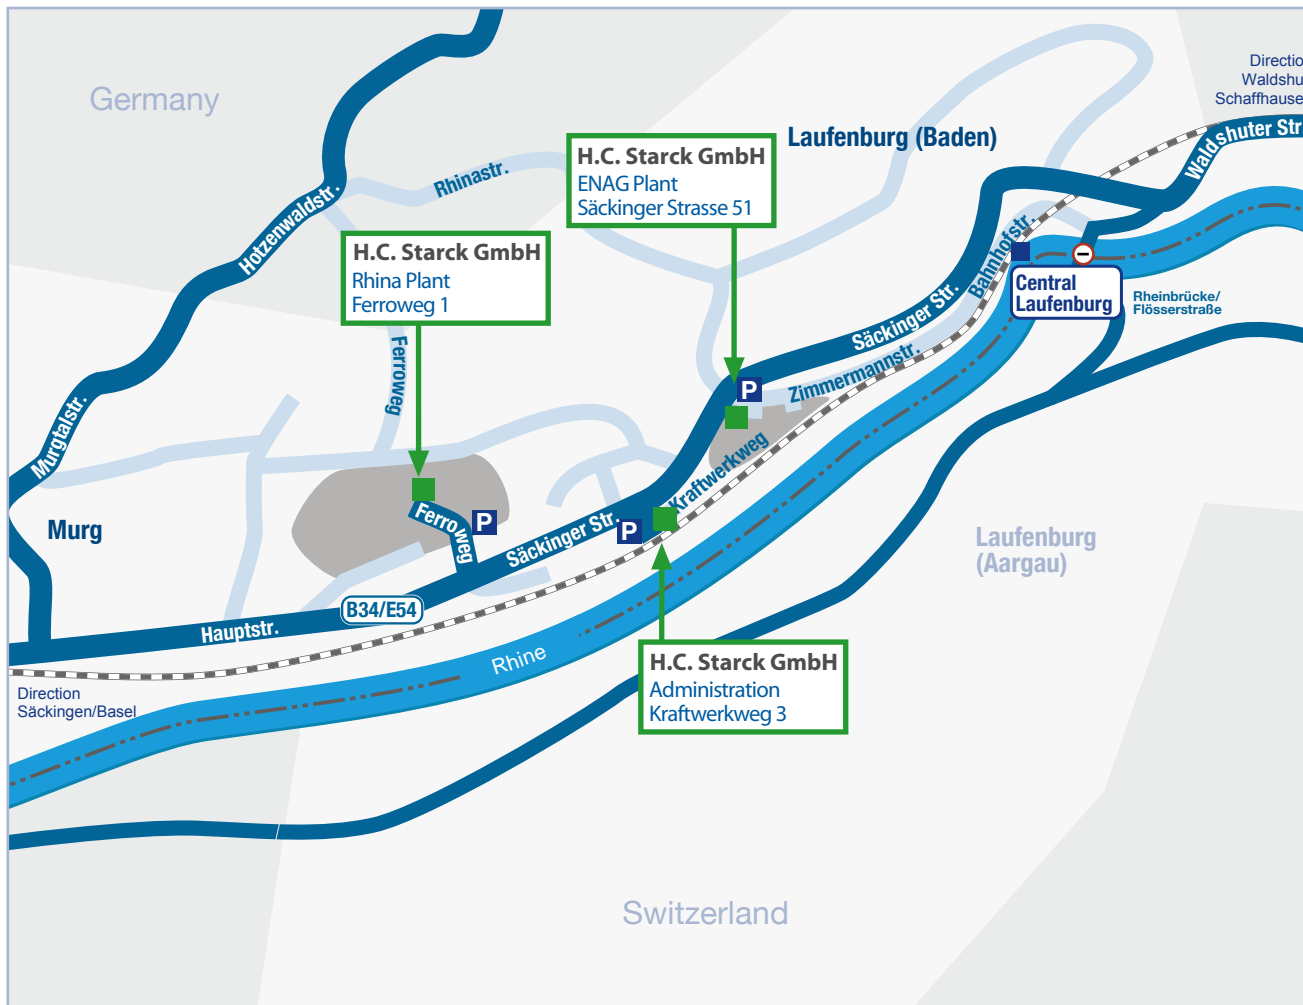 Germany
Directio
Waldshu
Schaffhause
Waldshuter Str
Laufenburg (Baden)
H.C. Starck GmbH
ENAG Plant
Säckinger Strasse 51
Rhinastr.
Hotzenwaldstr.
H.C. Starck GmbH
Rhina Plant
Ferroweg 1
Bahnhofstr.
Central
Laufenburg
Rheinbrücke/
Flösserstraße
Säckinger Str.
Zimmermannstr.
Ferroweg
P
Murgtalstr.
Kraftwerkweg
Murg
Ferroweg
P
Säckinger Str.
P
Laufenburg
(Aargau)
B34/E54
Hauptstr.
Rhine
H.C. Starck GmbH
Administration
Kraftwerkweg 3
Direction
Säckingen/Basel
Switzerland